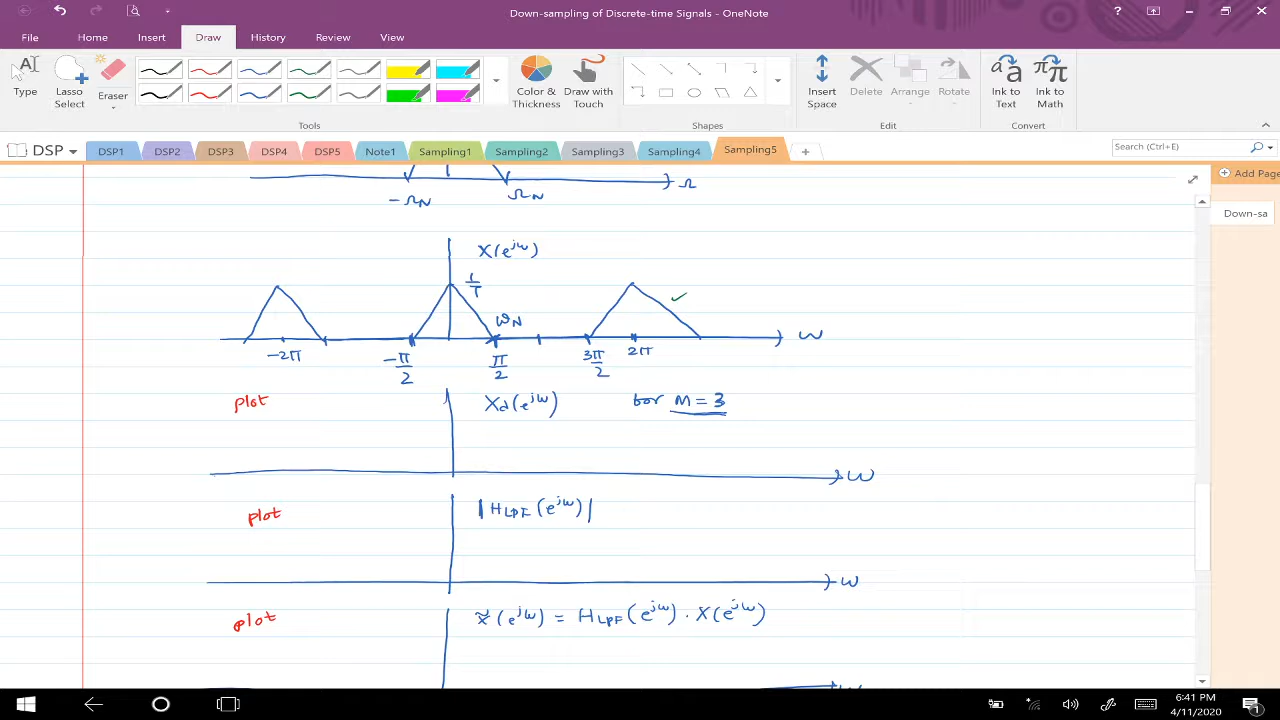 Down-sampling of Discrete-time Signals - OneNote
File Home Insert Draw History Review View
Type Lasso Select Eraser Color & Thickness Draw with Touch Insert Space Delete Arrange Rotate Ink to Text Ink to Math
Tools Shapes Edit Convert
DSP DSP1 DSP2 DSP3 DSP4 DSP5 Note1 Sampling1 Sampling2 Sampling3 Sampling4 Sampling5 + Search (Ctrl+E)
Add Page
Down-sa
Ω
-Ω_N Ω_N
X(e^{jω})
1/T
ω_N
ω
-2π -π/2 π/2 3π/2 2π
plot X_d(e^{jω}) for M = 3
ω
plot |H_LPF(e^{jω})|
ω
plot x̃(e^{jω}) = H_LPF(e^{jω}) · X(e^{jω})
ω
6:41 PM
4/11/2020